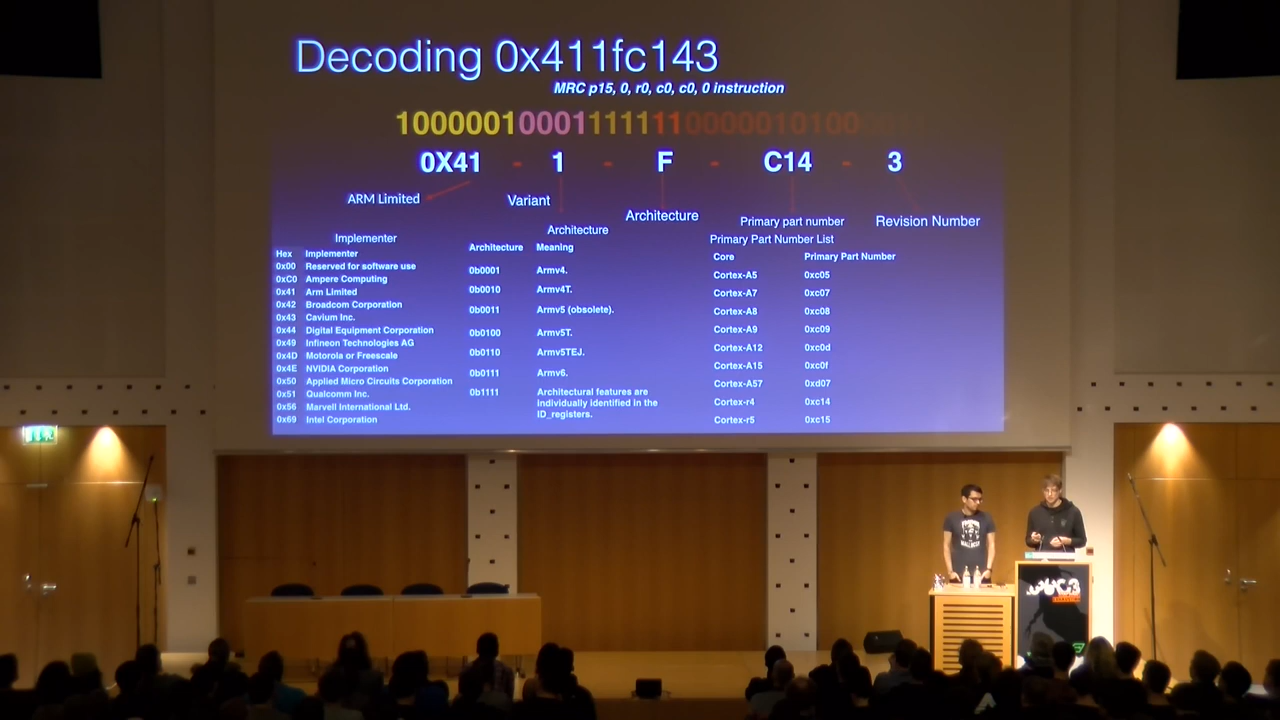 Decoding 0x411fc143
MRC p15, 0, r0, c0, c0, 0 instruction
10000010001111111000000101000011
0X41 - 1 - F - C14 - 3
ARM Limited
Variant
Architecture
Primary part number
Revision Number
Implementer
Hex Implementer
0x00 Reserved for software use
0xC0 Ampere Computing
0x41 Arm Limited
0x42 Broadcom Corporation
0x43 Cavium Inc.
0x44 Digital Equipment Corporation
0x49 Infineon Technologies AG
0x4D Motorola or Freescale
0x4E NVIDIA Corporation
0x50 Applied Micro Circuits Corporation
0x51 Qualcomm Inc.
0x56 Marvell International Ltd.
0x69 Intel Corporation
Architecture
Architecture Meaning
0b0001 Armv4.
0b0010 Armv4T.
0b0011 Armv5 (obsolete).
0b0100 Armv5T.
0b0110 Armv5TEJ.
0b0111 Armv6.
0b1111 Architectural features are
individually identified in the
ID_registers.
Primary Part Number List
Core Primary Part Number
Cortex-A5 0xc05
Cortex-A7 0xc07
Cortex-A8 0xc08
Cortex-A9 0xc09
Cortex-A12 0xc0d
Cortex-A15 0xc0f
Cortex-A57 0xd07
Cortex-r4 0xc14
Cortex-r5 0xc15